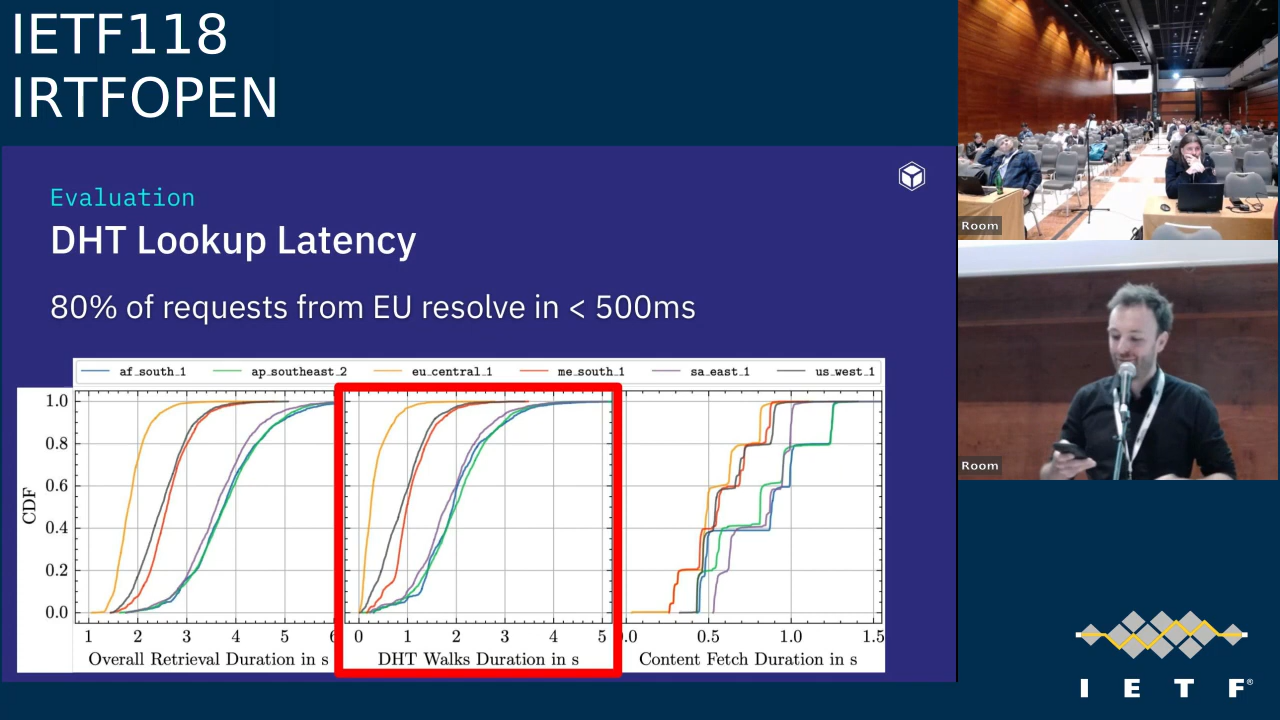 IETF118
IRTFOPEN
Evaluation
DHT Lookup Latency
80% of requests from EU resolve in < 500ms
af_south_1 ap_southeast_2 eu_central_1 me_south_1 sa_east_1 us_west_1
CDF
1.0
0.8
0.6
0.4
0.2
0.0
1 2 3 4 5 6
Overall Retrieval Duration in s
0 1 2 3 4 5
DHT Walks Duration in s
0.0 0.5 1.0 1.5
Content Fetch Duration in s
Room
Room
I E T F®